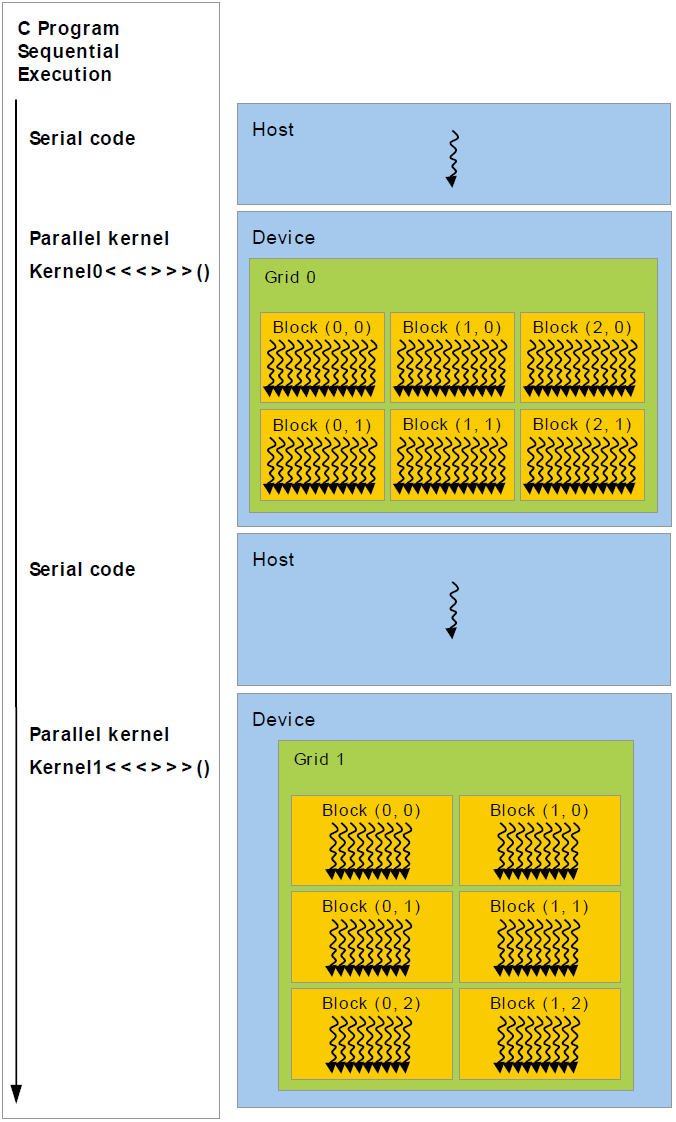 C Program
Sequential
Execution
Serial code
Host
Parallel kernel
Kernel0<<<>>>()
Device
Grid 0
Block (0, 0)
Block (1, 0)
Block (2, 0)
Block (0, 1)
Block (1, 1)
Block (2, 1)
Serial code
Host
Parallel kernel
Kernel1<<<>>>()
Device
Grid 1
Block (0, 0)
Block (1, 0)
Block (0, 1)
Block (1, 1)
Block (0, 2)
Block (1, 2)